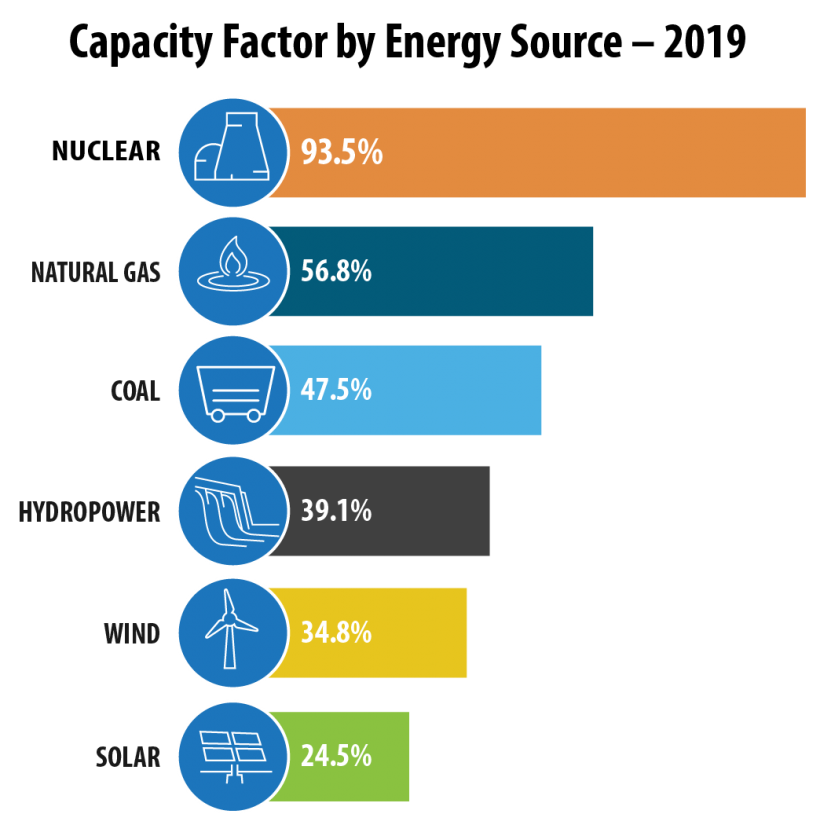 Capacity Factor by Energy Source – 2019
NUCLEAR 93.5%
NATURAL GAS 56.8%
COAL 47.5%
HYDROPOWER 39.1%
WIND 34.8%
SOLAR 24.5%